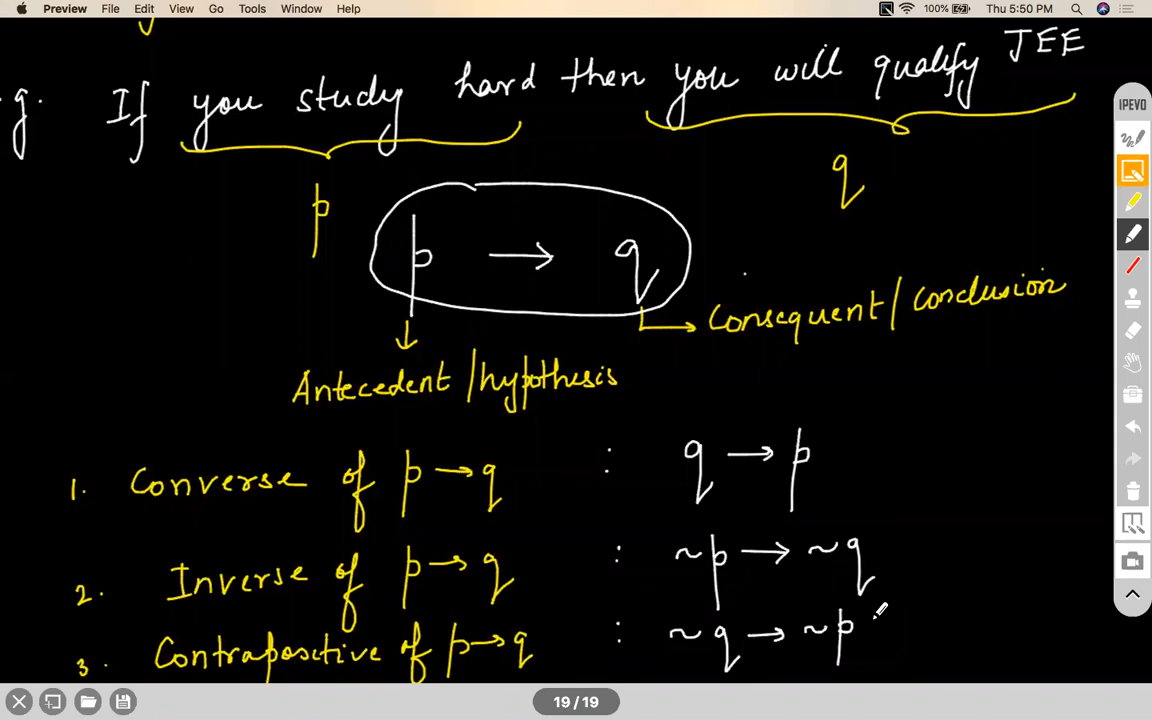 Preview File Edit View Go Tools Window Help 100% Thu 5:50 PM
.g. If you study hard then you will qualify JEE
IPEVO
p q
p → q
Consequent/conclusion
Antecedent/hypothesis
1. Converse of p → q : q → p
2. Inverse of p → q : ~p → ~q
3. Contrapositive of p → q : ~q → ~p
19 / 19